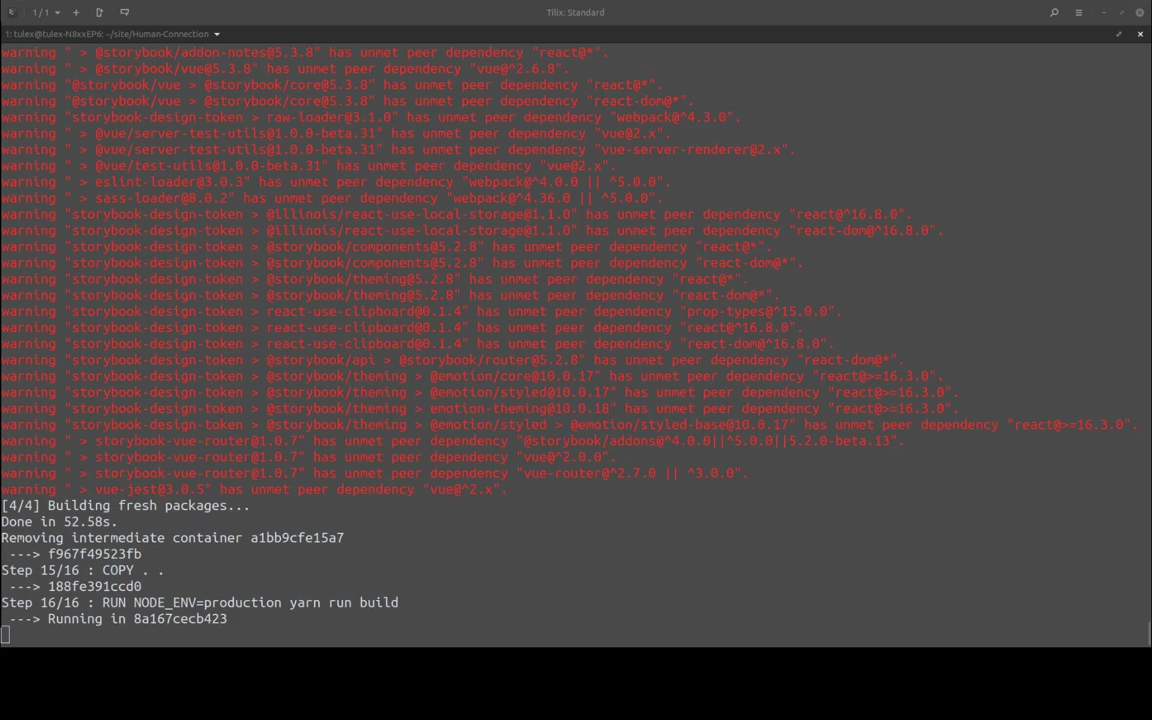 1/1
Tilix: Standard
1: tulex@tulex-N8xxEP6: ~/site/Human-Connection
warning " > @storybook/addon-notes@5.3.8" has unmet peer dependency "react@*".
warning " > @storybook/vue@5.3.8" has unmet peer dependency "vue@^2.6.8".
warning "@storybook/vue > @storybook/core@5.3.8" has unmet peer dependency "react@*".
warning "@storybook/vue > @storybook/core@5.3.8" has unmet peer dependency "react-dom@*".
warning "storybook-design-token > raw-loader@3.1.0" has unmet peer dependency "webpack@^4.3.0".
warning " > @vue/server-test-utils@1.0.0-beta.31" has unmet peer dependency "vue@2.x".
warning " > @vue/server-test-utils@1.0.0-beta.31" has unmet peer dependency "vue-server-renderer@2.x".
warning " > @vue/test-utils@1.0.0-beta.31" has unmet peer dependency "vue@2.x".
warning " > eslint-loader@3.0.3" has unmet peer dependency "webpack@^4.0.0 || ^5.0.0".
warning " > sass-loader@8.0.2" has unmet peer dependency "webpack@^4.36.0 || ^5.0.0".
warning "storybook-design-token > @illinois/react-use-local-storage@1.1.0" has unmet peer dependency "react@^16.8.0".
warning "storybook-design-token > @illinois/react-use-local-storage@1.1.0" has unmet peer dependency "react-dom@^16.8.0".
warning "storybook-design-token > @storybook/components@5.2.8" has unmet peer dependency "react@*".
warning "storybook-design-token > @storybook/components@5.2.8" has unmet peer dependency "react-dom@*".
warning "storybook-design-token > @storybook/theming@5.2.8" has unmet peer dependency "react@*".
warning "storybook-design-token > @storybook/theming@5.2.8" has unmet peer dependency "react-dom@*".
warning "storybook-design-token > react-use-clipboard@0.1.4" has unmet peer dependency "prop-types@^15.0.0".
warning "storybook-design-token > react-use-clipboard@0.1.4" has unmet peer dependency "react@^16.8.0".
warning "storybook-design-token > react-use-clipboard@0.1.4" has unmet peer dependency "react-dom@^16.8.0".
warning "storybook-design-token > @storybook/api > @storybook/router@5.2.8" has unmet peer dependency "react-dom@*".
warning "storybook-design-token > @storybook/theming > @emotion/core@10.0.17" has unmet peer dependency "react@>=16.3.0".
warning "storybook-design-token > @storybook/theming > @emotion/styled@10.0.17" has unmet peer dependency "react@>=16.3.0".
warning "storybook-design-token > @storybook/theming > emotion-theming@10.0.18" has unmet peer dependency "react@>=16.3.0".
warning "storybook-design-token > @storybook/theming > @emotion/styled > @emotion/styled-base@10.0.17" has unmet peer dependency "react@>=16.3.0".
warning " > storybook-vue-router@1.0.7" has unmet peer dependency "@storybook/addons@^4.0.0||^5.0.0||5.2.0-beta.13".
warning " > storybook-vue-router@1.0.7" has unmet peer dependency "vue@^2.0.0".
warning " > storybook-vue-router@1.0.7" has unmet peer dependency "vue-router@^2.7.0 || ^3.0.0".
warning " > vue-jest@3.0.5" has unmet peer dependency "vue@^2.x".
[4/4] Building fresh packages...
Done in 52.58s.
Removing intermediate container a1bb9cfe15a7
---> f967f49523fb
Step 15/16 : COPY . .
---> 188fe391ccd0
Step 16/16 : RUN NODE_ENV=production yarn run build
---> Running in 8a167cecb423